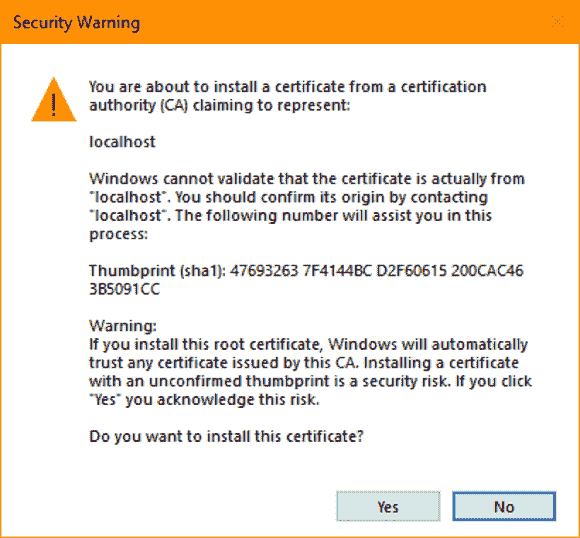 Security Warning
You are about to install a certificate from a certification
authority (CA) claiming to represent:
localhost
Windows cannot validate that the certificate is actually from
"localhost". You should confirm its origin by contacting
"localhost". The following number will assist you in this
process:
Thumbprint (sha1): 47693263 7F4144BC D2F60615 200CAC46
3B5091CC
Warning:
If you install this root certificate, Windows will automatically
trust any certificate issued by this CA. Installing a certificate
with an unconfirmed thumbprint is a security risk. If you click
"Yes" you acknowledge this risk.
Do you want to install this certificate?
Yes
No